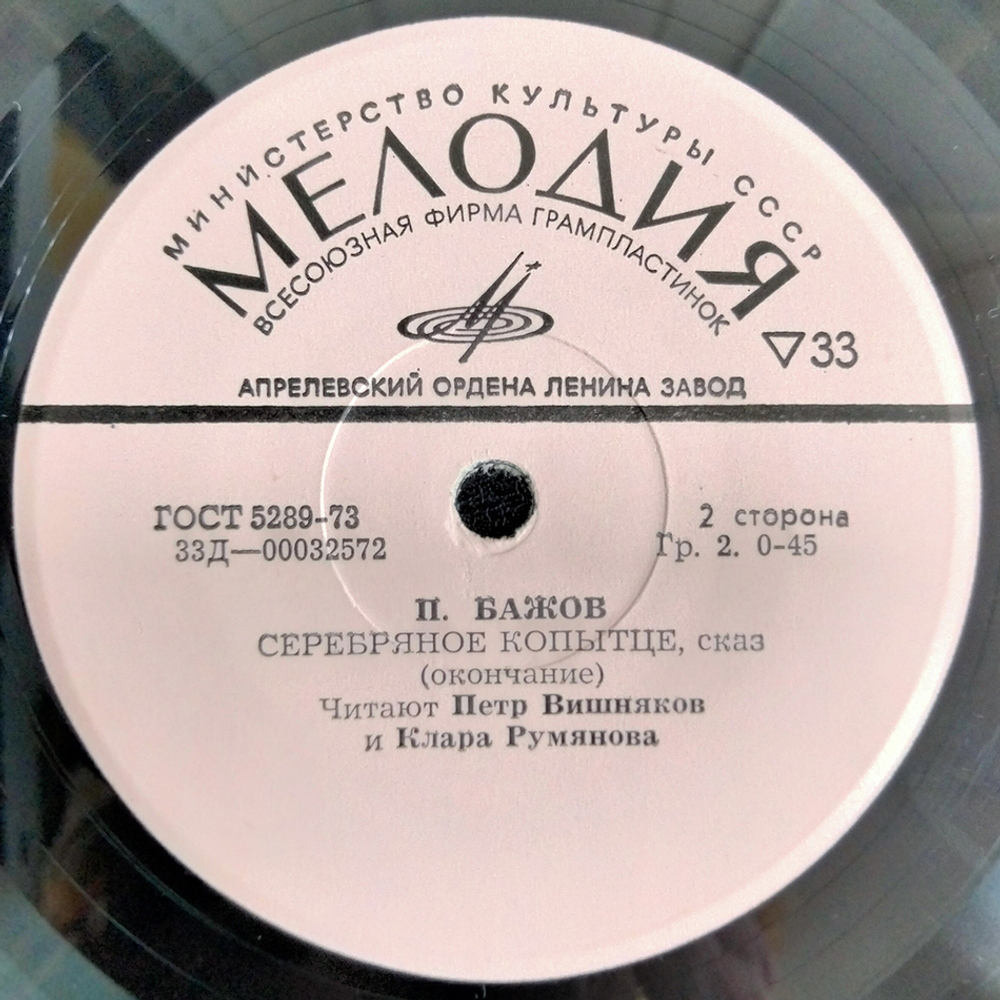 МИНИСТЕРСТВО КУЛЬТУРЫ СССР
МЕЛОДИЯ
ВСЕСОЮЗНАЯ ФИРМА ГРАМПЛАСТИНОК
▽33
АПРЕЛЕВСКИЙ ОРДЕНА ЛЕНИНА ЗАВОД
ГОСТ 5289-73
2 сторона
33Д—00032572
Гр. 2. 0-45
П. БАЖОВ
СЕРЕБРЯНОЕ КОПЫТЦЕ, сказ
(окончание)
Читают Петр Вишняков
и Клара Румянова